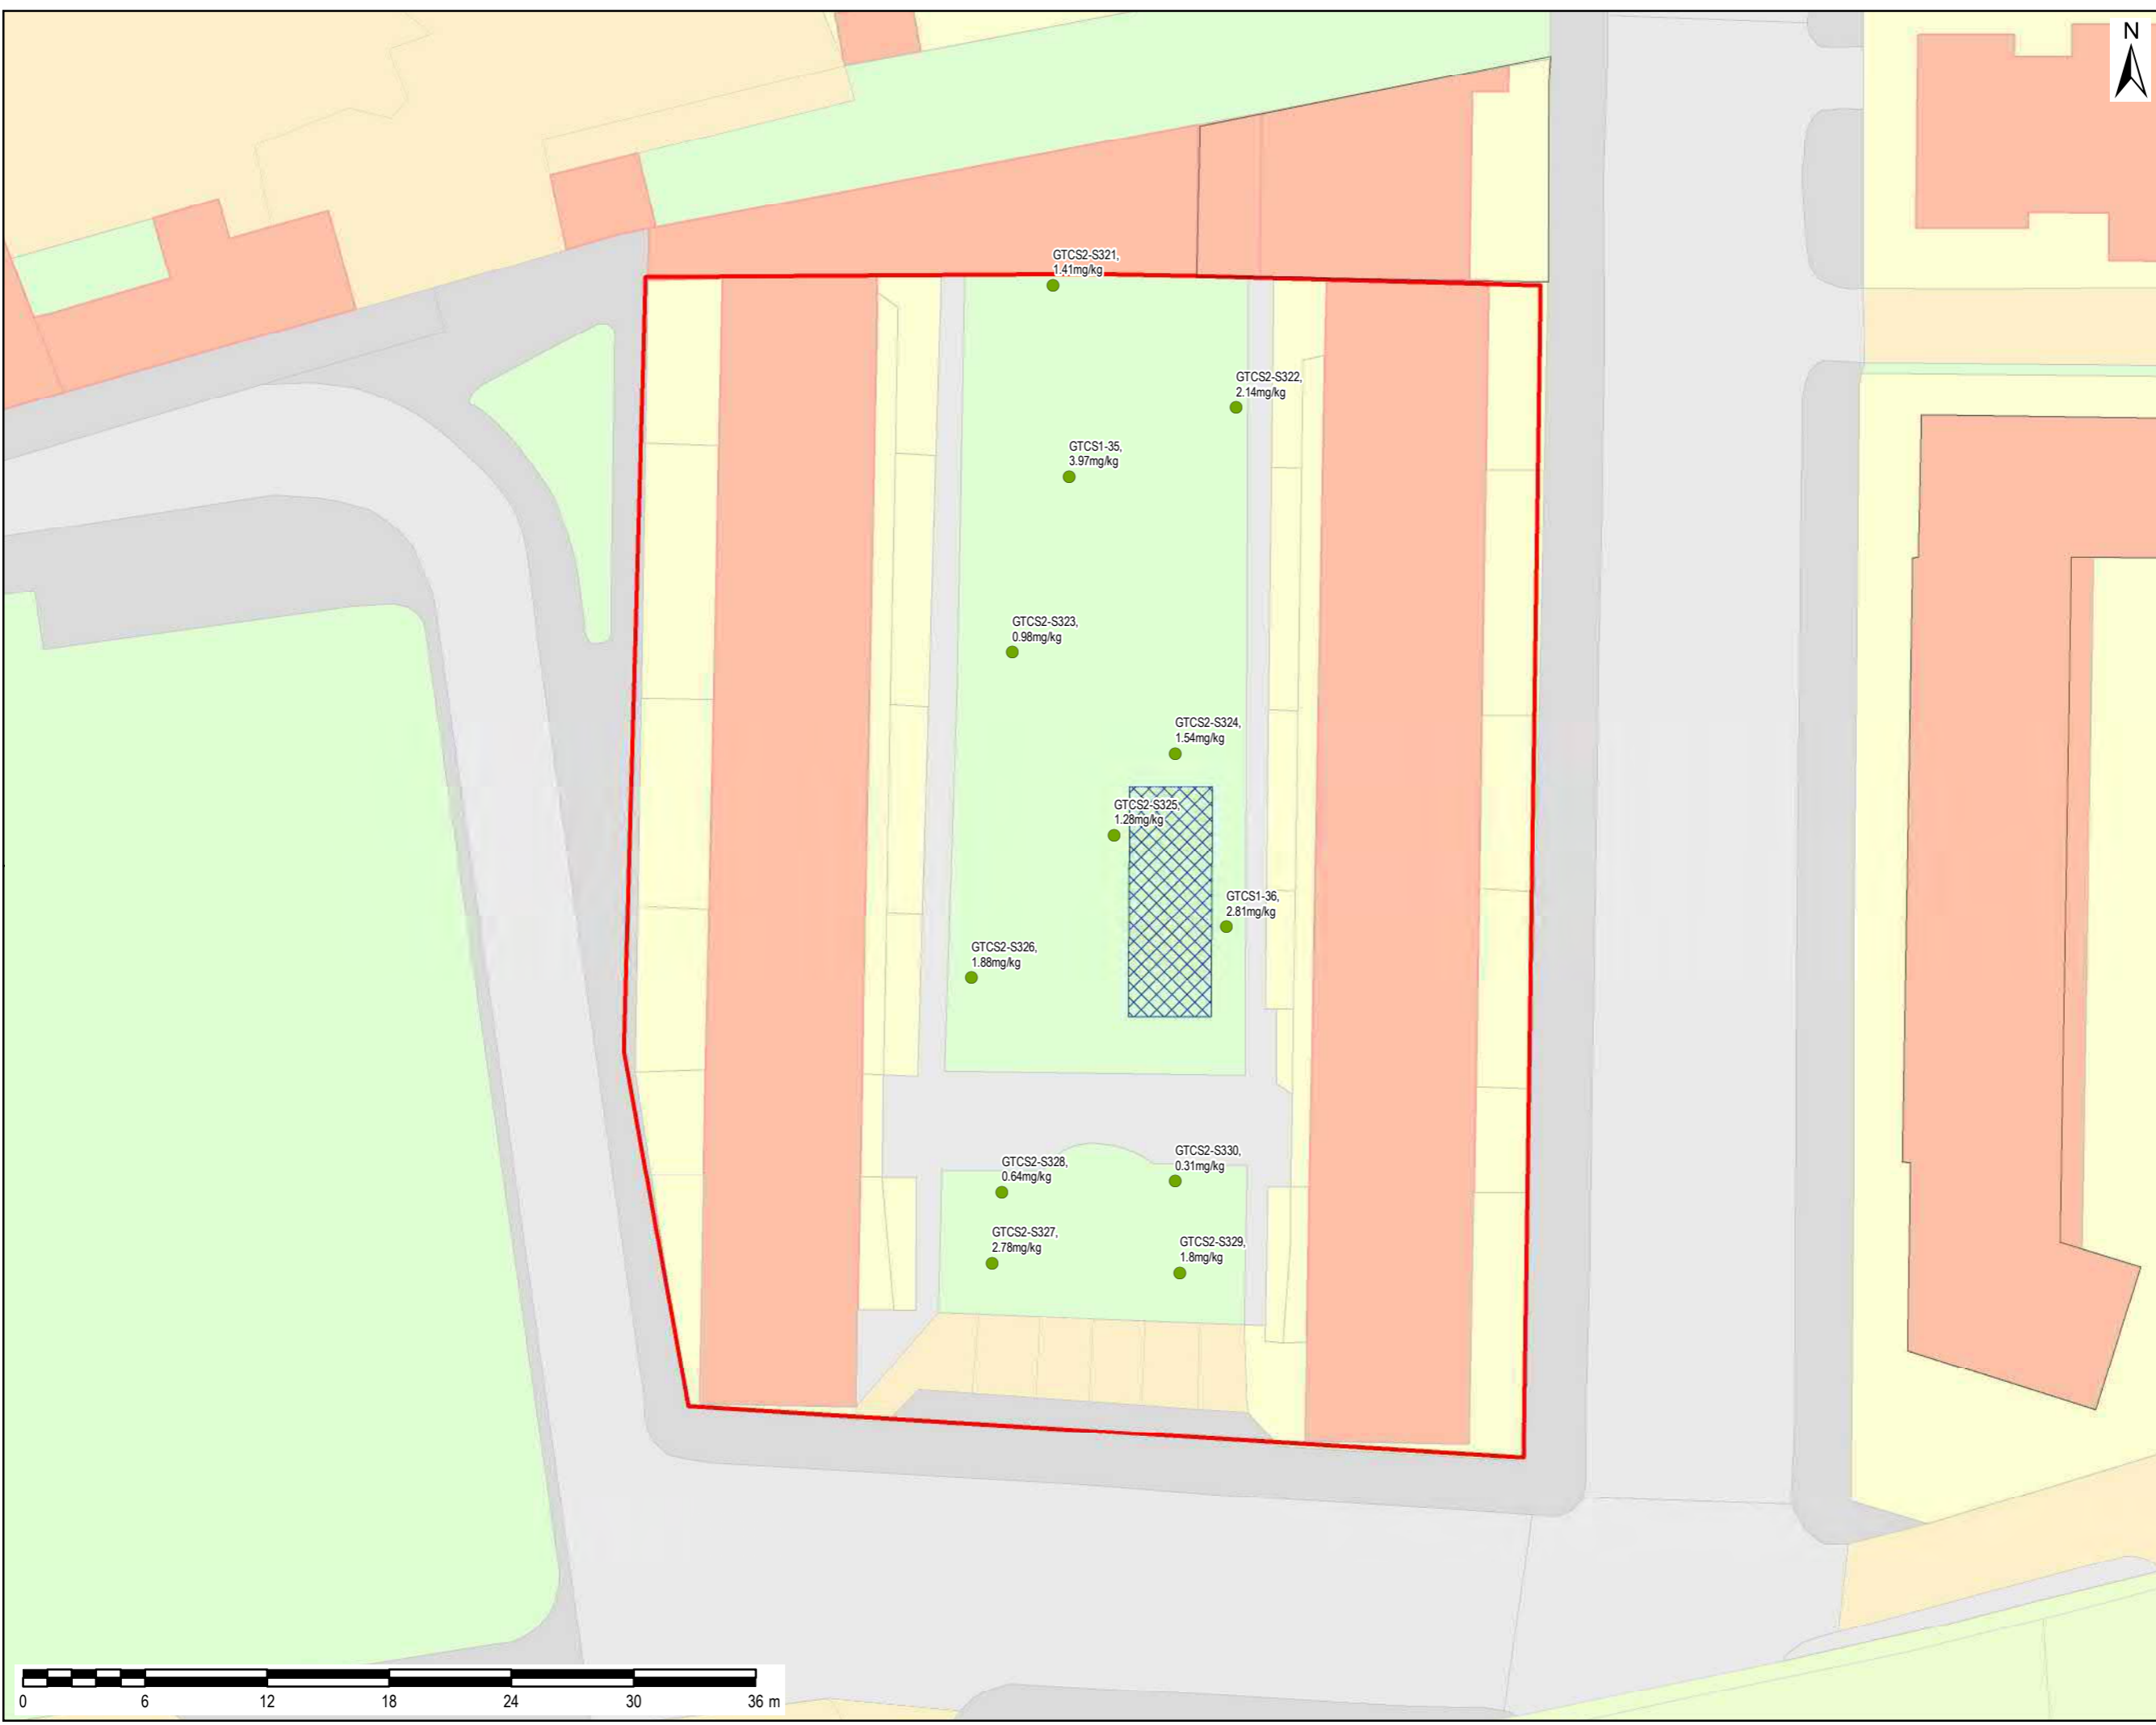 N
GTCS2-S321,
1.41mg/kg
GTCS2-S322,
2.14mg/kg
GTCS1-35,
3.97mg/kg
GTCS2-S323,
0.98mg/kg
GTCS2-S324,
1.54mg/kg
GTCS2-S325,
1.28mg/kg
GTCS1-36,
2.81mg/kg
GTCS2-S326,
1.88mg/kg
GTCS2-S330,
0.31mg/kg
GTCS2-S328,
0.64mg/kg
GTCS2-S327,
2.78mg/kg
GTCS2-S329,
1.8mg/kg
0 6 12 18 24 30 36 m